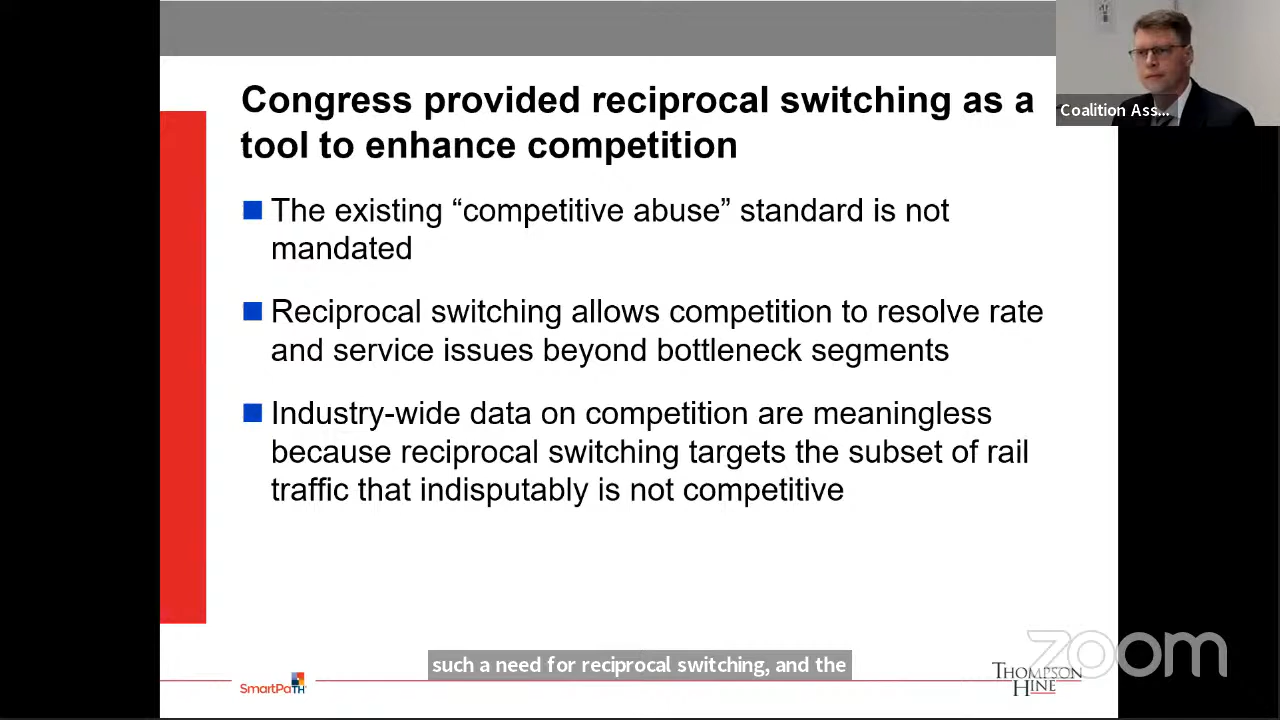 Congress provided reciprocal switching as a
tool to enhance competition
Coalition Ass...
The existing “competitive abuse” standard is not
mandated
Reciprocal switching allows competition to resolve rate
and service issues beyond bottleneck segments
Industry-wide data on competition are meaningless
because reciprocal switching targets the subset of rail
traffic that indisputably is not competitive
such a need for reciprocal switching, and the
zoom
SmartPaTH
THOMPSON
HINE